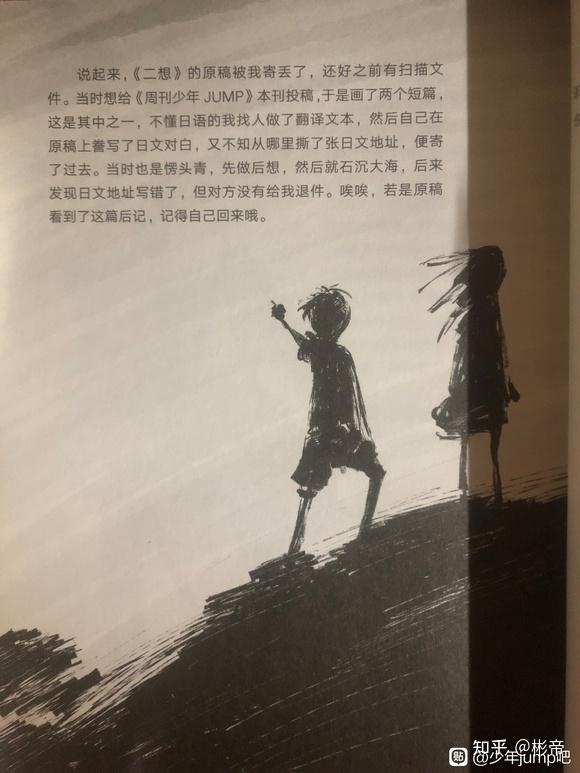 说起来，《二想》的原稿被我寄丢了，还好之前有扫描文
件。当时想给《周刊少年 JUMP》本刊投稿，于是画了两个短篇，
这是其中之一，不懂日语的我找人做了翻译文本，然后自己在
原稿上誊写了日文对白，又不知从哪里撕了张日文地址，便寄
了过去。当时也是愣头青，先做后想，然后就石沉大海，后来
发现日文地址写错了，但对方没有给我退件。唉唉，若是原稿
看到了这篇后记，记得自己回来哦。
知乎 @彬帝
贴 @少年jump吧